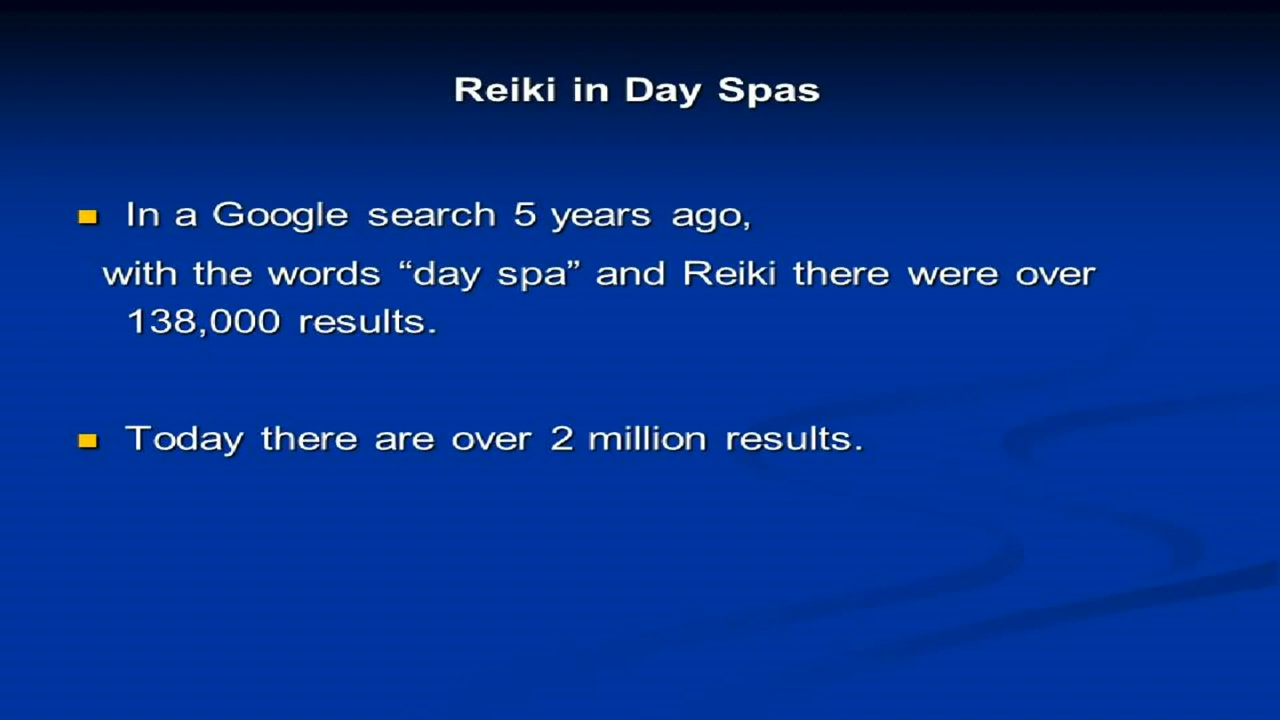 Reiki in Day Spas
In a Google search 5 years ago,
with the words “day spa” and Reiki there were over
138,000 results.
Today there are over 2 million results.